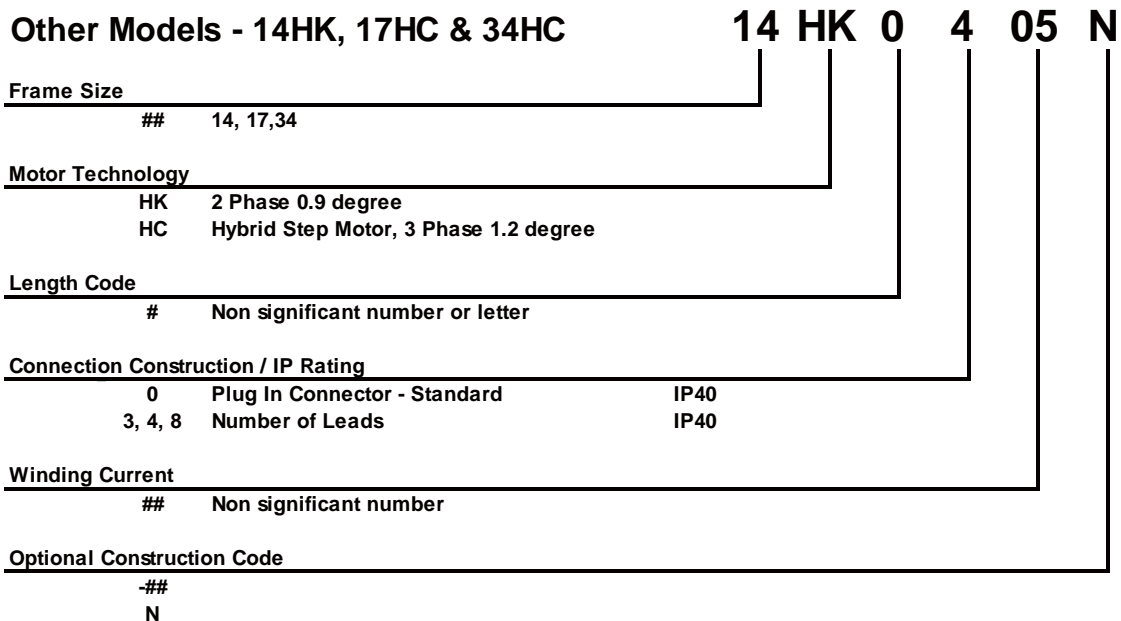 Other Models - 14HK, 17HC & 34HC 14 HK 0 4 05 N
Frame Size
## 14, 17,34
Motor Technology
HK 2 Phase 0.9 degree
HC Hybrid Step Motor, 3 Phase 1.2 degree
Length Code
# Non significant number or letter
Connection Construction / IP Rating
0 Plug In Connector - Standard IP40
3, 4, 8 Number of Leads IP40
Winding Current
## Non significant number
Optional Construction Code
-##
N